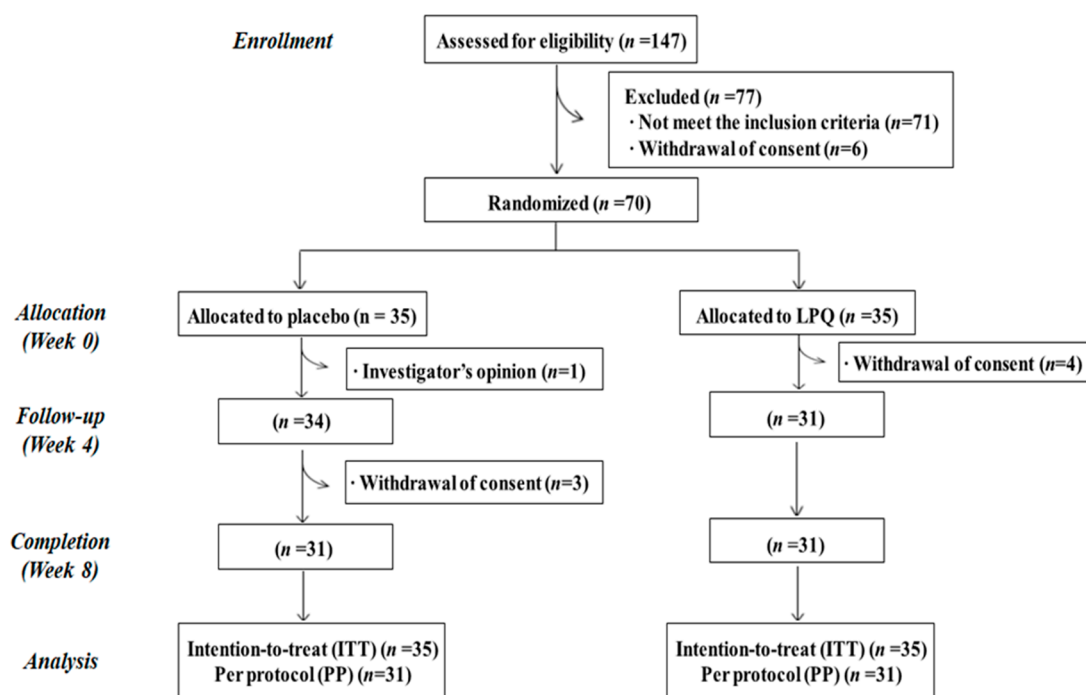 Enrollment
Assessed for eligibility (n =147)
Excluded (n =77)
· Not meet the inclusion criteria (n=71)
· Withdrawal of consent (n=6)
Randomized (n =70)
Allocation
(Week 0)
Allocated to placebo (n = 35)
Allocated to LPQ (n =35)
· Investigator's opinion (n=1)
· Withdrawal of consent (n=4)
Follow-up
(Week 4)
(n =34)
(n =31)
· Withdrawal of consent (n=3)
Completion
(Week 8)
(n =31)
(n =31)
Analysis
Intention-to-treat (ITT) (n =35)
Per protocol (PP) (n=31)
Intention-to-treat (ITT) (n =35)
Per protocol (PP) (n=31)